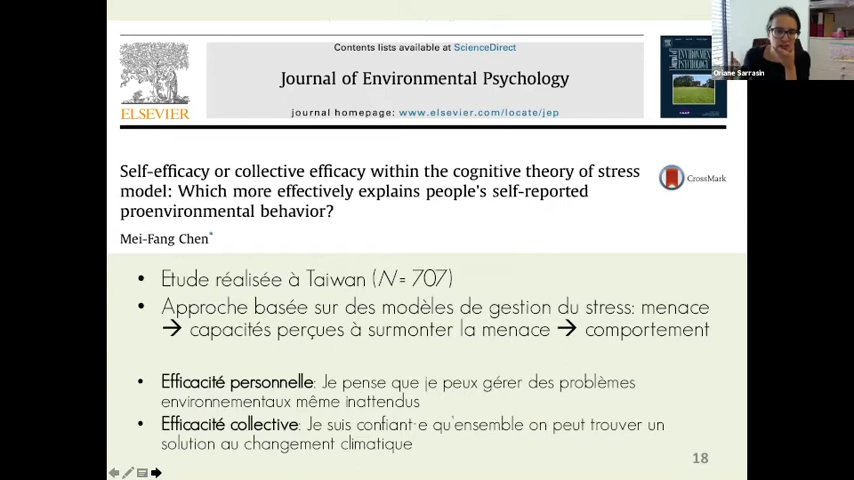 Contents lists available at ScienceDirect
Journal of Environmental Psychology
journal homepage: www.elsevier.com/locate/jep
ELSEVIER
Oriane Sarrasin
Self-efficacy or collective efficacy within the cognitive theory of stress
model: Which more effectively explains people's self-reported
proenvironmental behavior?
CrossMark
Mei-Fang Chen*
• Etude réalisée à Taiwan (N = 707)
• Approche basée sur des modèles de gestion du stress: menace
→ capacités perçues à surmonter la menace → comportement
• Efficacité personnelle: Je pense que je peux gérer des problèmes
environnementaux même inattendus
• Efficacité collective: Je suis confiant·e qu'ensemble on peut trouver un
solution au changement climatique
18